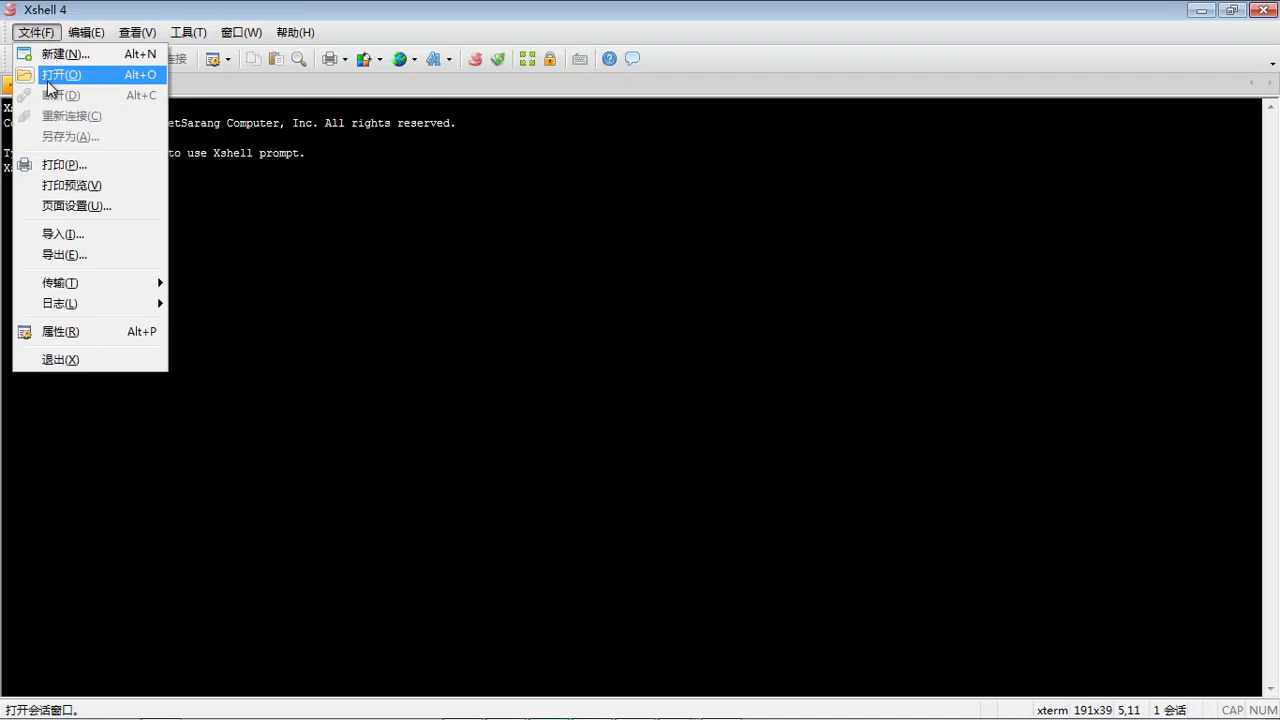 Xshell 4
文件(F) 编辑(E) 查看(V) 工具(T) 窗口(W) 帮助(H)
新建(N)... Alt+N
打开(O) Alt+O
断开(D) Alt+C
重新连接(C)
另存为(A)...
打印(P)...
打印预览(V)
页面设置(U)...
导入(I)...
导出(E)...
传输(T)
日志(L)
属性(R) Alt+P
退出(X)
接
etSarang Computer, Inc. All rights reserved.
to use Xshell prompt.
打开会话窗口。
xterm 191x39 5,11 1 会话 CAP NUM